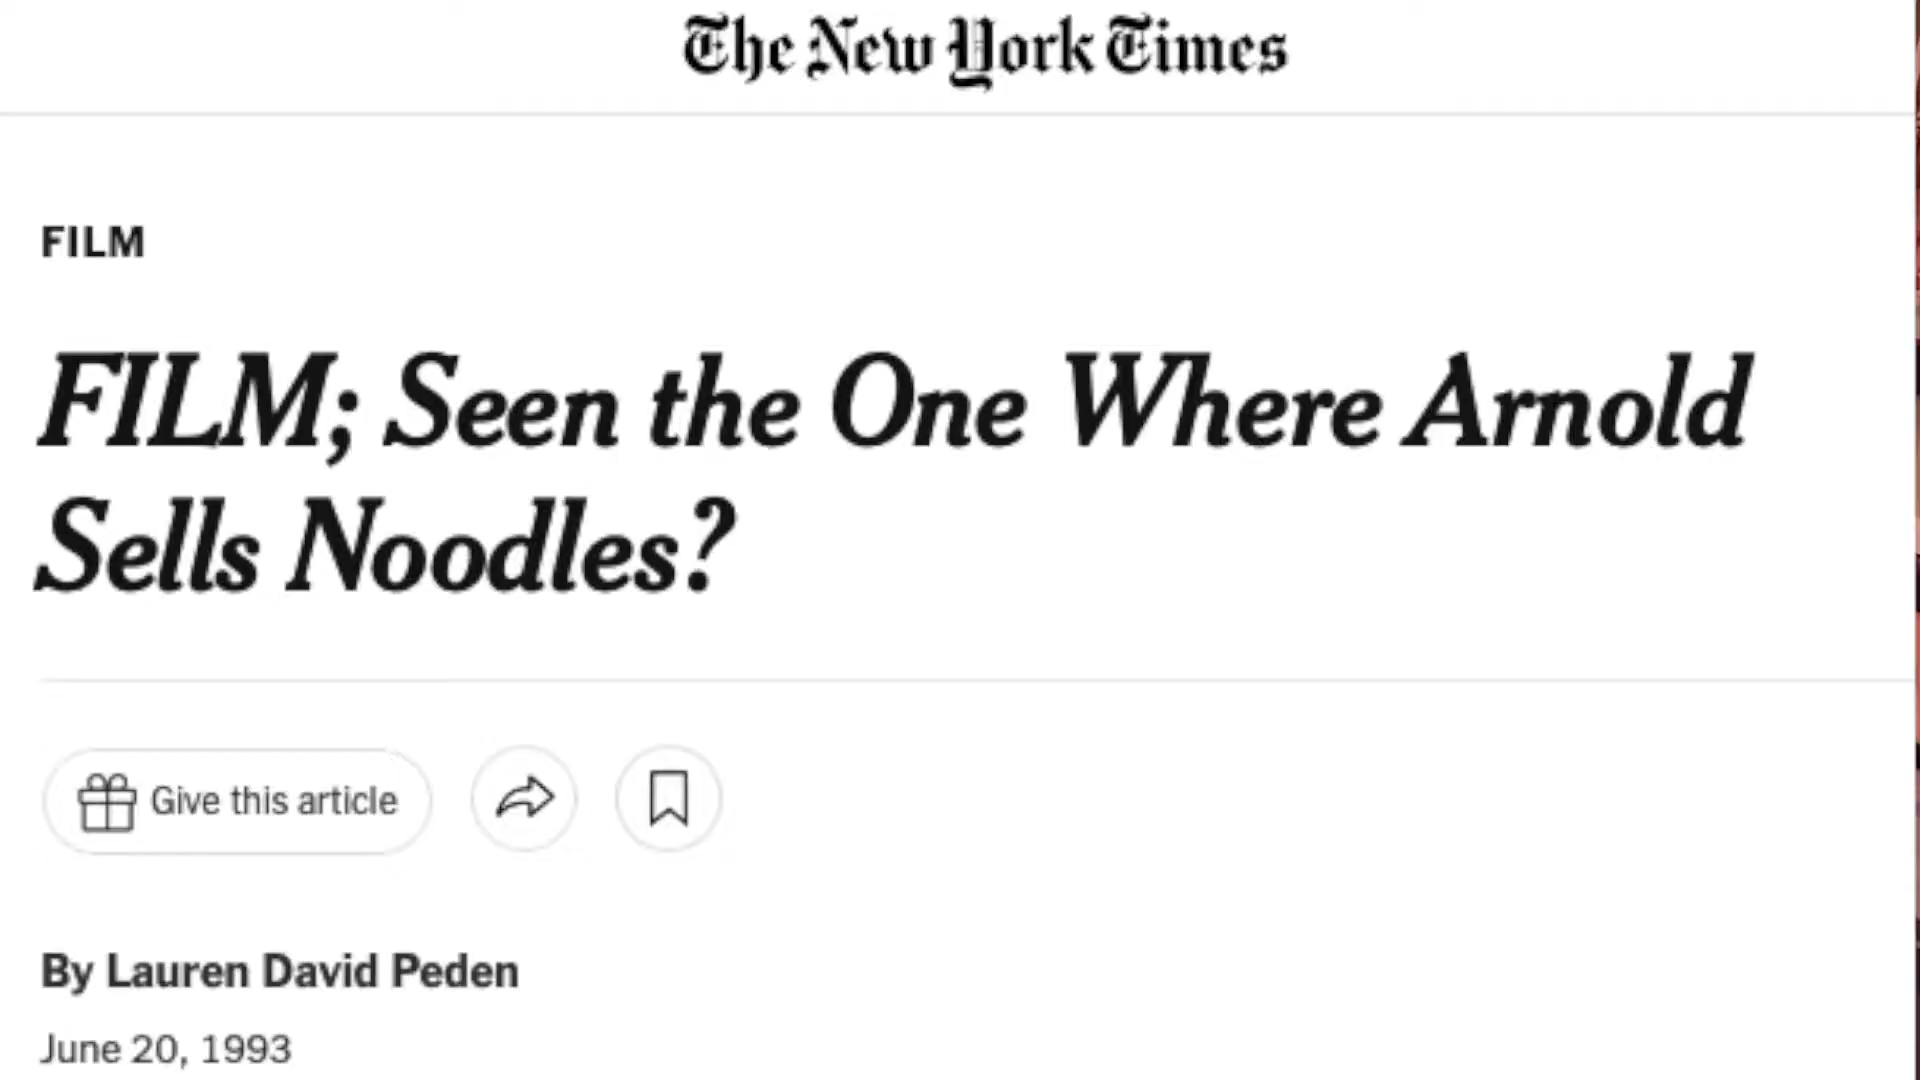 The New York Times
FILM
FILM; Seen the One Where Arnold
Sells Noodles?
Give this article
By Lauren David Peden
June 20, 1993